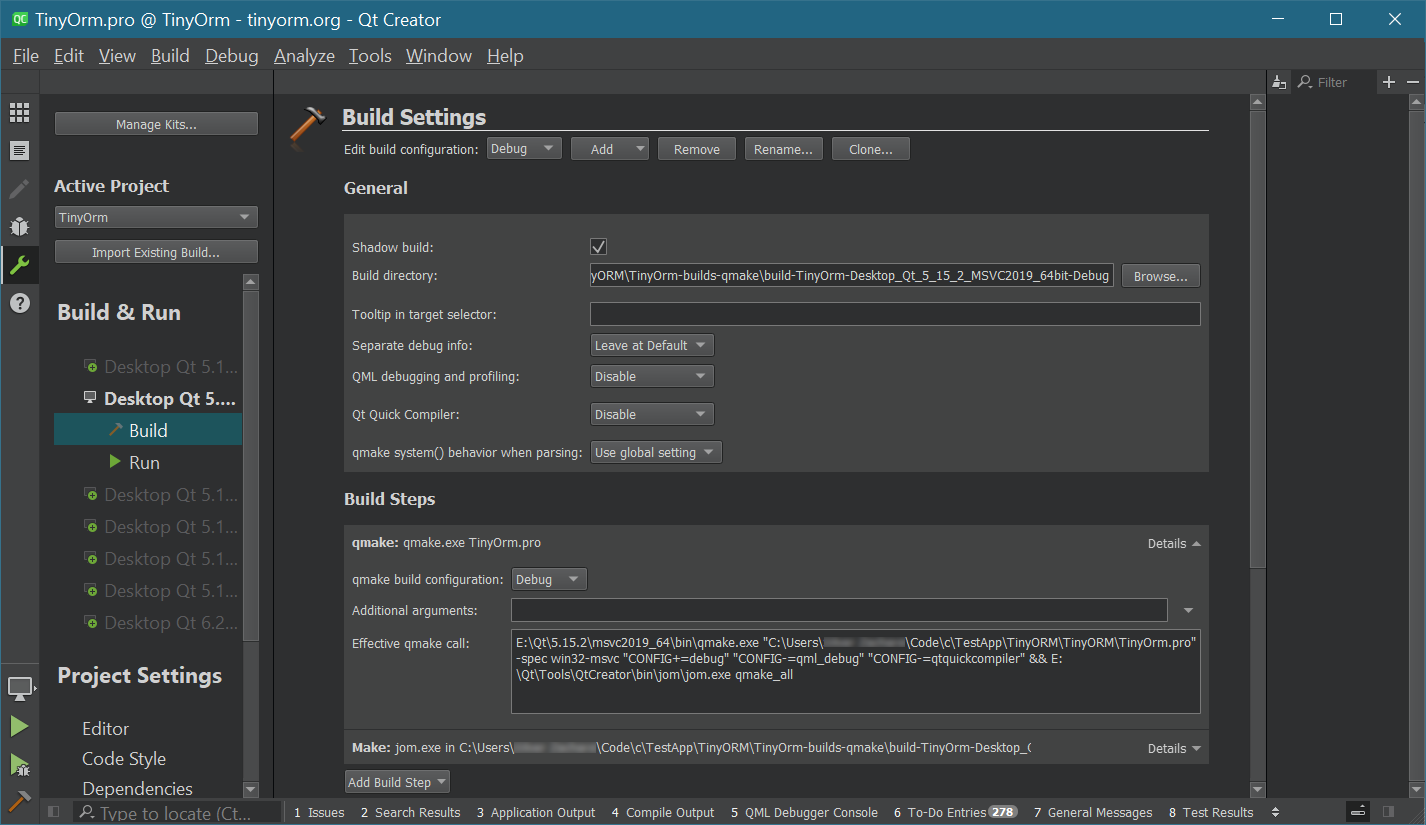 TinyOrm.pro @ TinyOrm - tinyorm.org - Qt Creator
File Edit View Build Debug Analyze Tools Window Help
Filter
Manage Kits...
Active Project
TinyOrm
Import Existing Build...
Build & Run
Desktop Qt 5.1...
Desktop Qt 5....
Build
Run
Desktop Qt 5.1...
Desktop Qt 5.1...
Desktop Qt 5.1...
Desktop Qt 5.1...
Desktop Qt 6.2...
Project Settings
Editor
Code Style
Dependencies
Build Settings
Edit build configuration: Debug Add Remove Rename... Clone...
General
Shadow build:
Build directory: yORM\TinyOrm-builds-qmake\build-TinyOrm-Desktop_Qt_5_15_2_MSVC2019_64bit-Debug Browse...
Tooltip in target selector:
Separate debug info: Leave at Default
QML debugging and profiling: Disable
Qt Quick Compiler: Disable
qmake system() behavior when parsing: Use global setting
Build Steps
qmake: qmake.exe TinyOrm.pro Details
qmake build configuration: Debug
Additional arguments:
Effective qmake call: E:\Qt\5.15.2\msvc2019_64\bin\qmake.exe "C:\Users\ \Code\c\TestApp\TinyORM\TinyORM\TinyOrm.pro"
-spec win32-msvc "CONFIG+=debug" "CONFIG-=qml_debug" "CONFIG-=qtquickcompiler" && E:
\Qt\Tools\QtCreator\bin\jom\jom.exe qmake_all
Make: jom.exe in C:\Users\ \Code\c\TestApp\TinyORM\TinyOrm-builds-qmake\build-TinyOrm-Desktop_ Details
Add Build Step
Type to locate (Ct... 1 Issues 2 Search Results 3 Application Output 4 Compile Output 5 QML Debugger Console 6 To-Do Entries 278 7 General Messages 8 Test Results